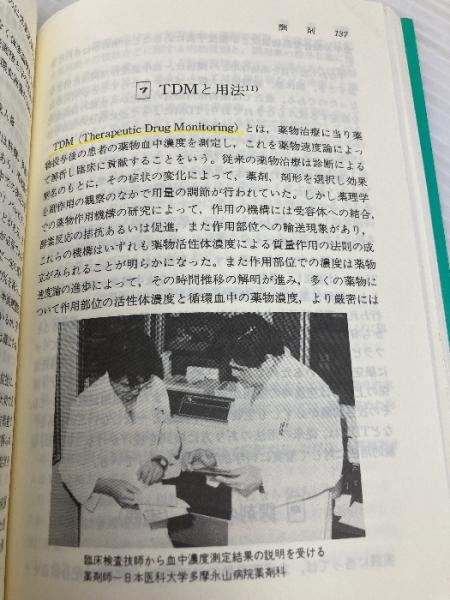 調剤 137
マ TDMと用法11)
TDM (Therapeutic Drug Monitoring) とは，薬物治療に当り薬
物投与後の患者の薬物血中濃度を測定し，これを薬物速度論によっ
て解析し臨床に貢献することをいう。従来の薬物治療は診断による
病名のもとに，その症状の変化によって，薬剤，剤形を選択し効果
と副作用の観察のなかで用量の調節が行われていた。しかし薬理学
での薬物作用機構の研究によって，作用の機構には受容体への結合，
酵素反応の拮抗あるいは促進，また作用部位への輸送現象があり，
これらの機構はいずれも薬物活性体濃度による質量作用の法則の成
立がみられることが明らかになった。また作用部位での濃度は薬物
速度論の進歩によって，その時間推移の解明が進み，多くの薬物に
ついて作用部位の活性体濃度と循環血中の薬物濃度，より厳密には
臨床検査技師から血中濃度測定結果の説明を受ける
薬剤師—日本医科大学多摩永山病院薬剤科